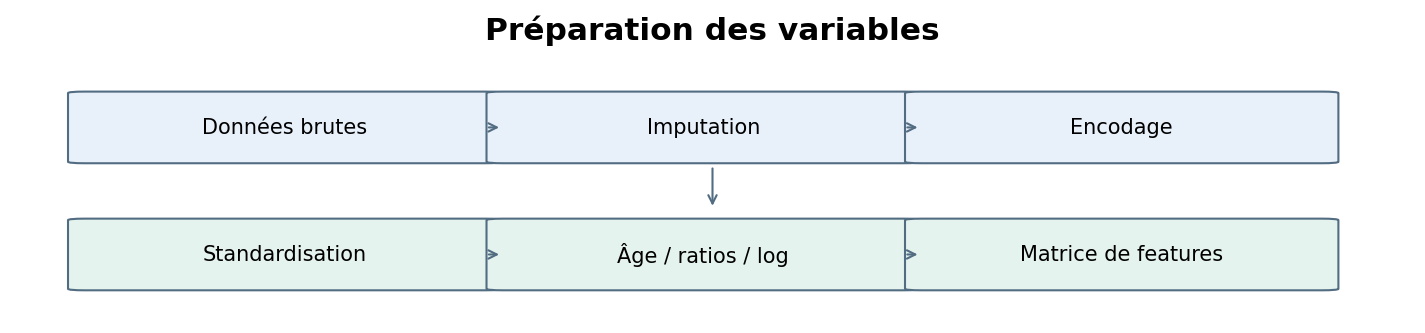 Préparation des variables
Données brutes
Imputation
Encodage
Standardisation
Âge / ratios / log
Matrice de features